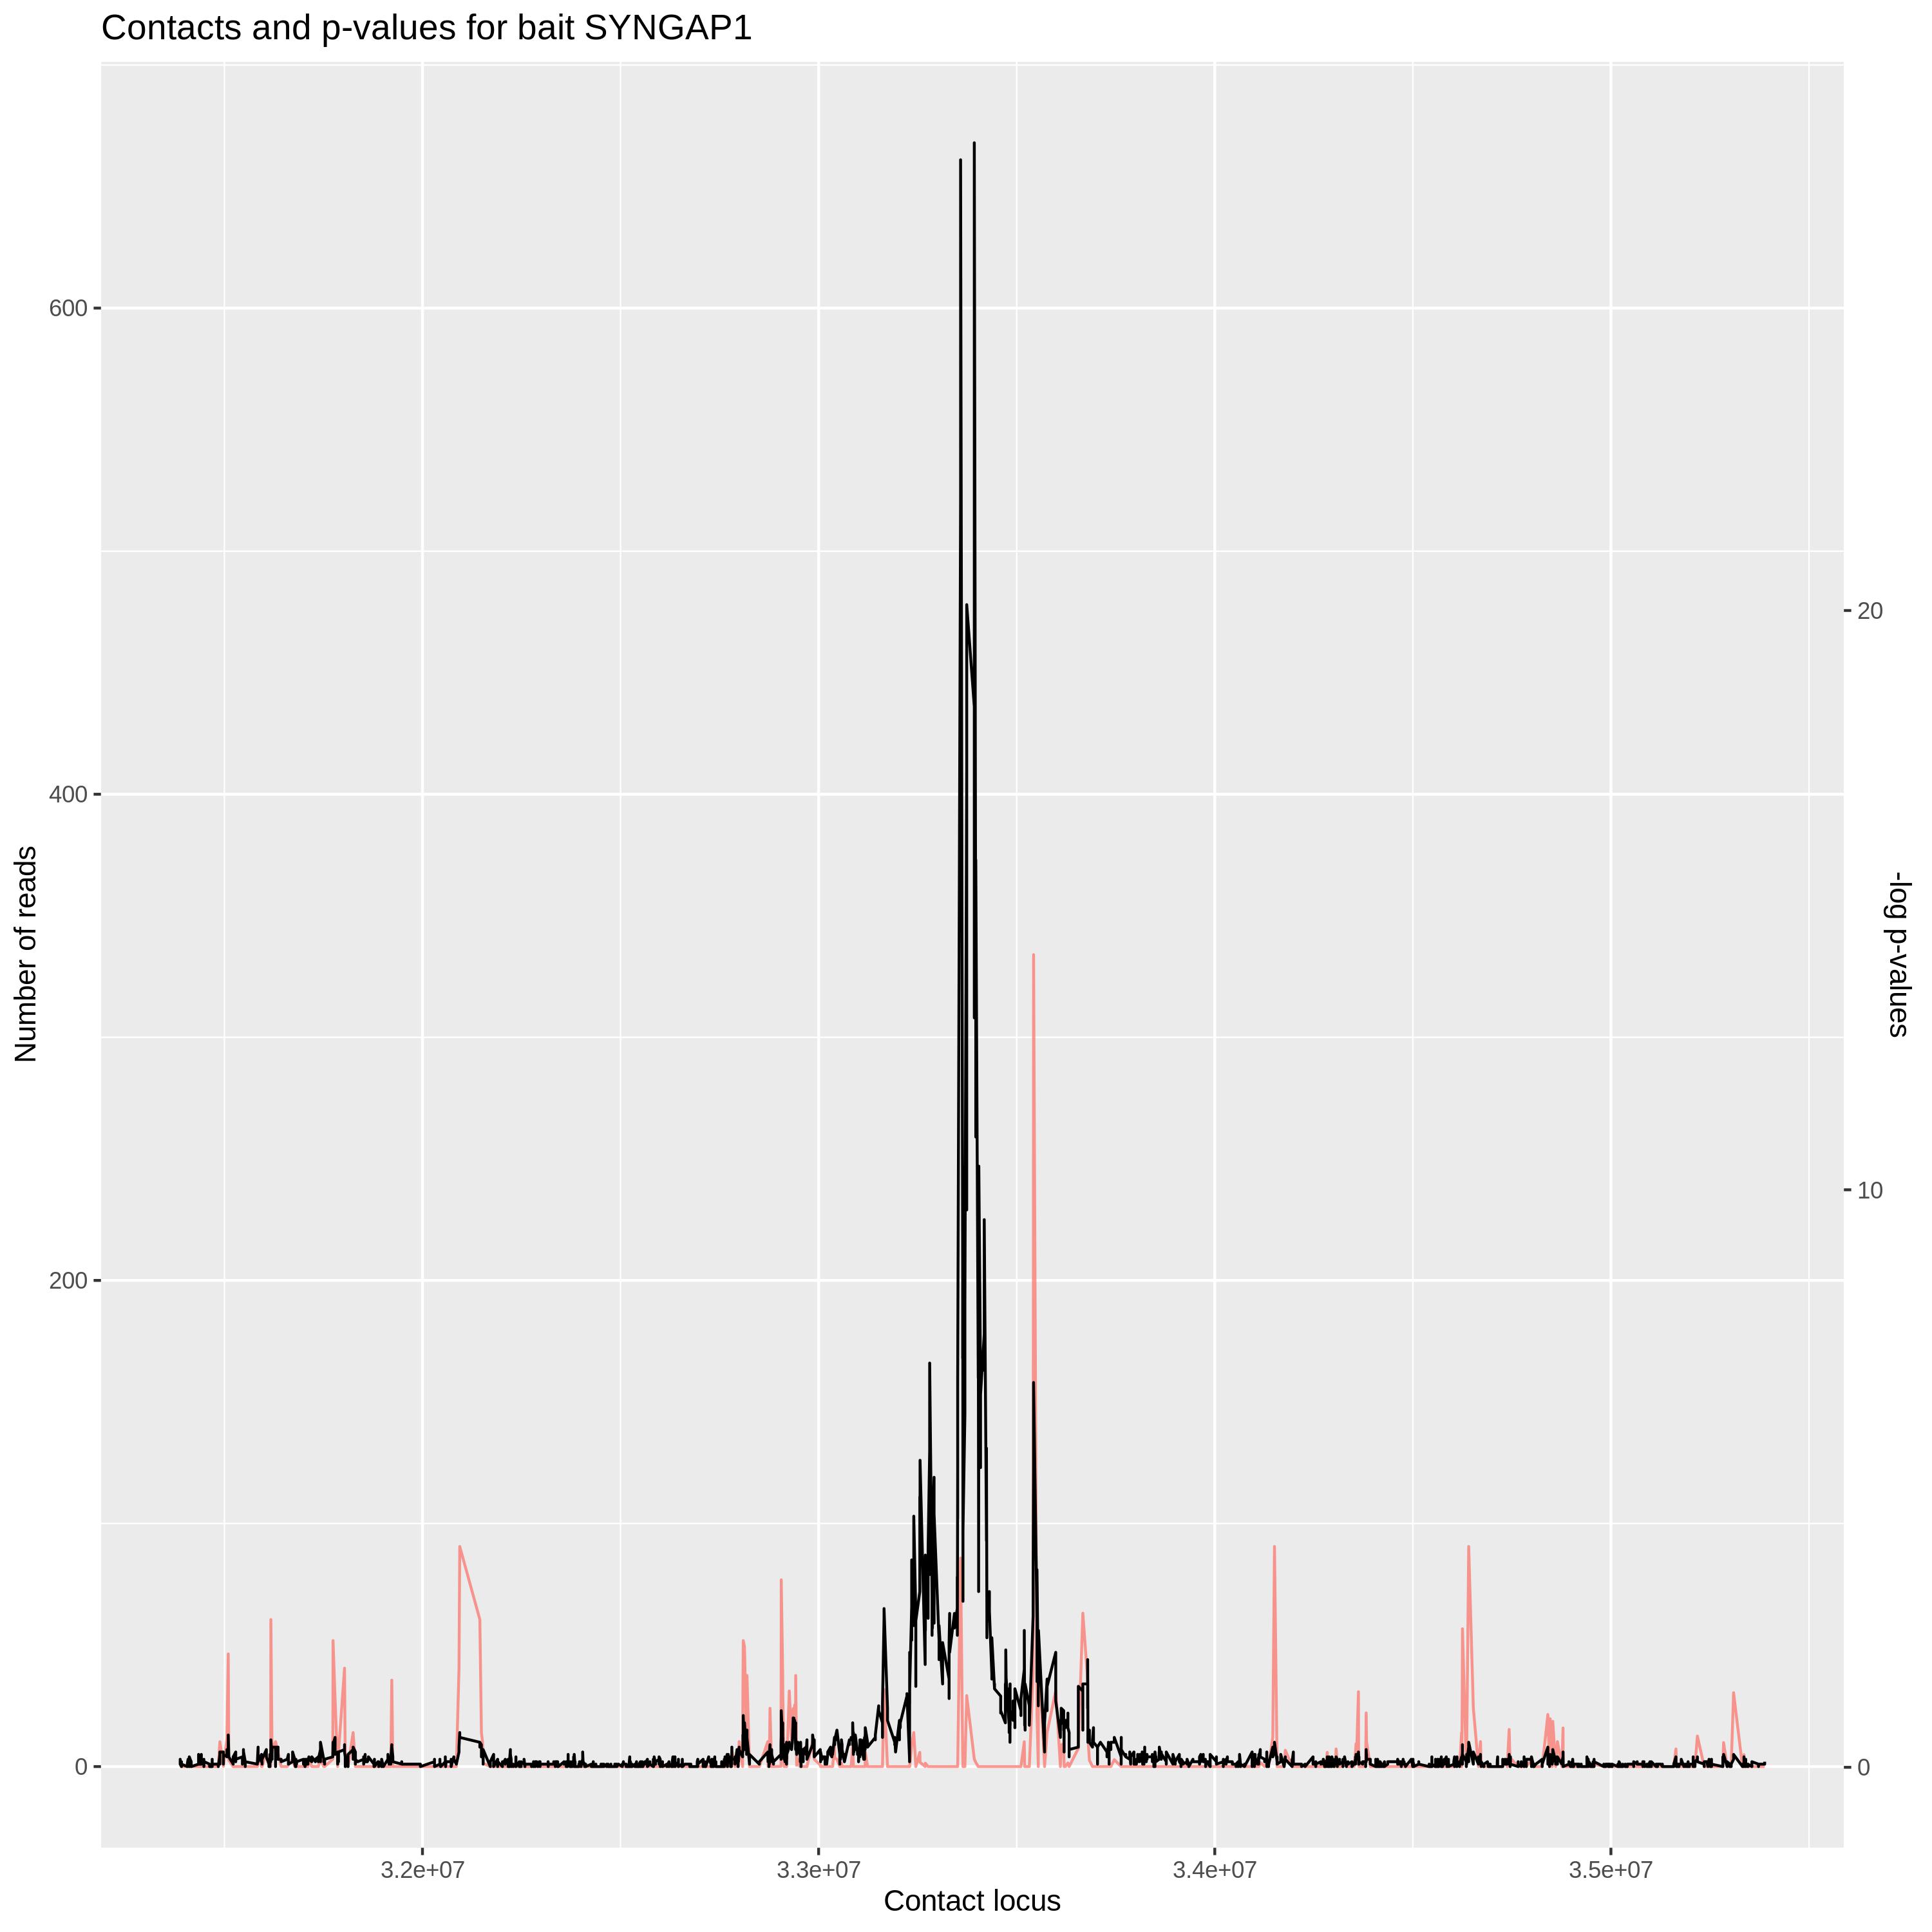 Contacts and p-values for bait SYNGAP1
Number of reads
600
400
200
0
20
10
0
-log p-values
3.2e+07
3.3e+07
3.4e+07
3.5e+07
Contact locus